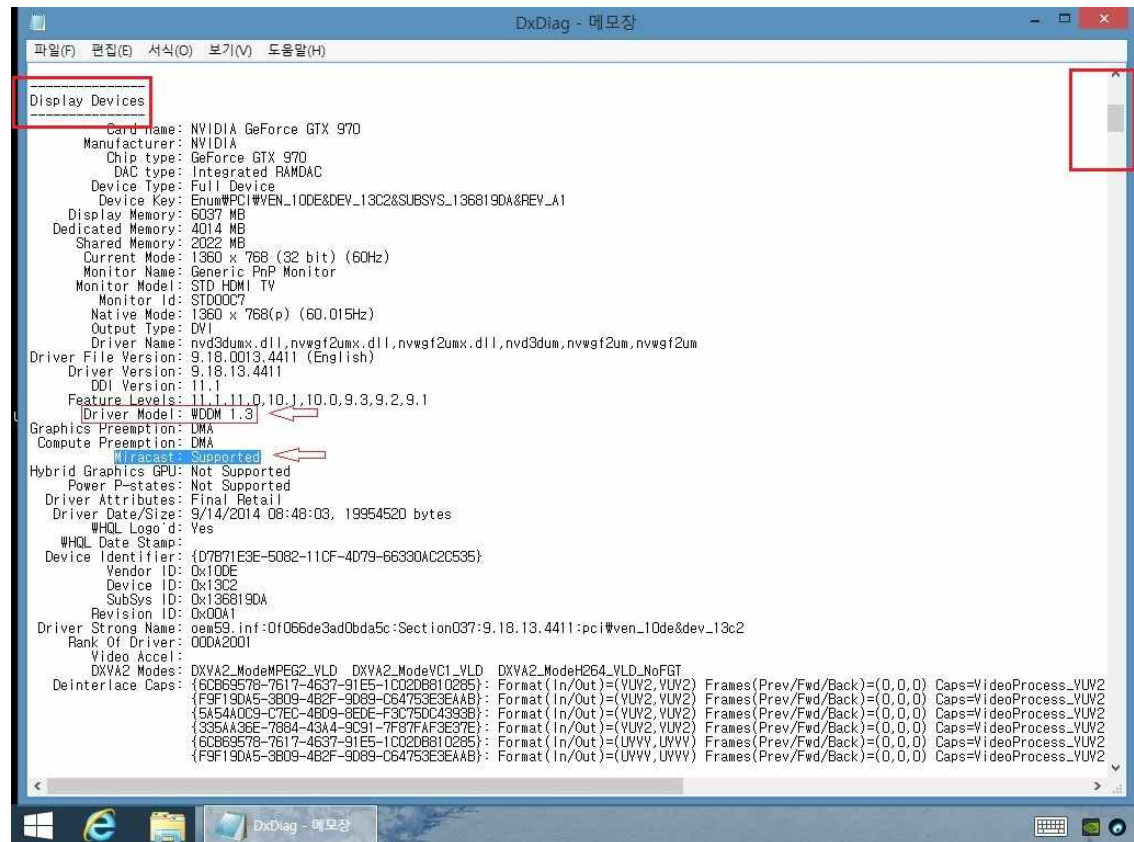 DxDiag - 메모장
파일(F) 편집(E) 서식(O) 보기(V) 도움말(H)
---------------
Display Devices
---------------
Card name: NVIDIA GeForce GTX 970
Manufacturer: NVIDIA
Chip type: GeForce GTX 970
DAC type: Integrated RAMDAC
Device Type: Full Device
Device Key: Enum₩PCI₩VEN_10DE&DEV_13C2&SUBSYS_136819DA&REV_A1
Display Memory: 6037 MB
Dedicated Memory: 4014 MB
Shared Memory: 2022 MB
Current Mode: 1360 x 768 (32 bit) (60Hz)
Monitor Name: Generic PnP Monitor
Monitor Model: STD HDMI TV
Monitor Id: STD00C7
Native Mode: 1360 x 768(p) (60.015Hz)
Output Type: DVI
Driver Name: nvd3dumx.dll,nvwgf2umx.dll,nvwgf2umx.dll,nvd3dum,nvwgf2um,nvwgf2um
Driver File Version: 9.18.0013.4411 (English)
Driver Version: 9.18.13.4411
DDI Version: 11.1
Feature Levels: 11.1,11.0,10.1,10.0,9.3,9.2,9.1
Driver Model: WDDM 1.3
Graphics Preemption: DMA
Compute Preemption: DMA
Miracast: Supported
Hybrid Graphics GPU: Not Supported
Power P-states: Not Supported
Driver Attributes: Final Retail
Driver Date/Size: 9/14/2014 08:48:03, 19954520 bytes
WHQL Logo'd: Yes
WHQL Date Stamp:
Device Identifier: {D7B71E3E-5082-11CF-4D79-66330AC2C535}
Vendor ID: 0x10DE
Device ID: 0x13C2
SubSys ID: 0x136819DA
Revision ID: 0x00A1
Driver Strong Name: oem59.inf:0f066de3ad0bda5c:Section037:9.18.13.4411:pci₩ven_10de&dev_13c2
Rank Of Driver: 00DA2001
Video Accel:
DXVA2 Modes: DXVA2_ModeMPEG2_VLD DXVA2_ModeVC1_VLD DXVA2_ModeH264_VLD_NoFGT
Deinterlace Caps: {6CB69578-7617-4637-91E5-1C02DB810285}: Format(In/Out)=(YUY2,YUY2) Frames(Prev/Fwd/Back)=(0,0,0) Caps=VideoProcess_YUV2
{F9F19DA5-3B09-4B2F-9D89-C64753E3EAAB}: Format(In/Out)=(YUY2,YUY2) Frames(Prev/Fwd/Back)=(0,0,0) Caps=VideoProcess_YUV2
{5A54A0C9-C7EC-4BD9-8EDE-F3C75DC4393B}: Format(In/Out)=(YUY2,YUY2) Frames(Prev/Fwd/Back)=(0,0,0) Caps=VideoProcess_YUV2
{335AA36E-7884-43A4-9C91-7F87FAF3E37E}: Format(In/Out)=(YUY2,YUY2) Frames(Prev/Fwd/Back)=(0,0,0) Caps=VideoProcess_YUV2
{6CB69578-7617-4637-91E5-1C02DB810285}: Format(In/Out)=(UYVY,UYVY) Frames(Prev/Fwd/Back)=(0,0,0) Caps=VideoProcess_YUV2
{F9F19DA5-3B09-4B2F-9D89-C64753E3EAAB}: Format(In/Out)=(UYVY,UYVY) Frames(Prev/Fwd/Back)=(0,0,0) Caps=VideoProcess_YUV2
DxDiag - 메모장